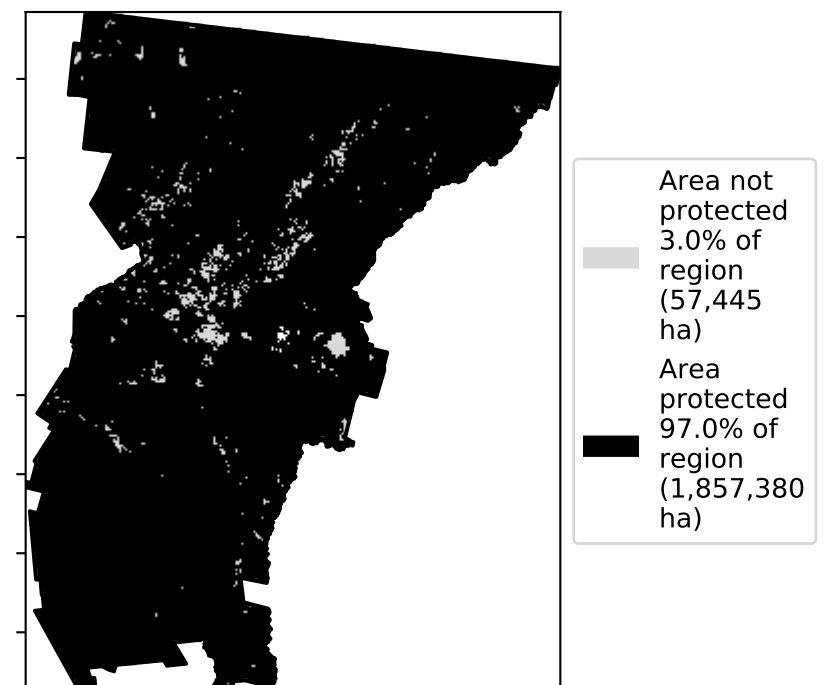 Area not
protected
3.0% of
region
(57,445
ha)
Area
protected
97.0% of
region
(1,857,380
ha)